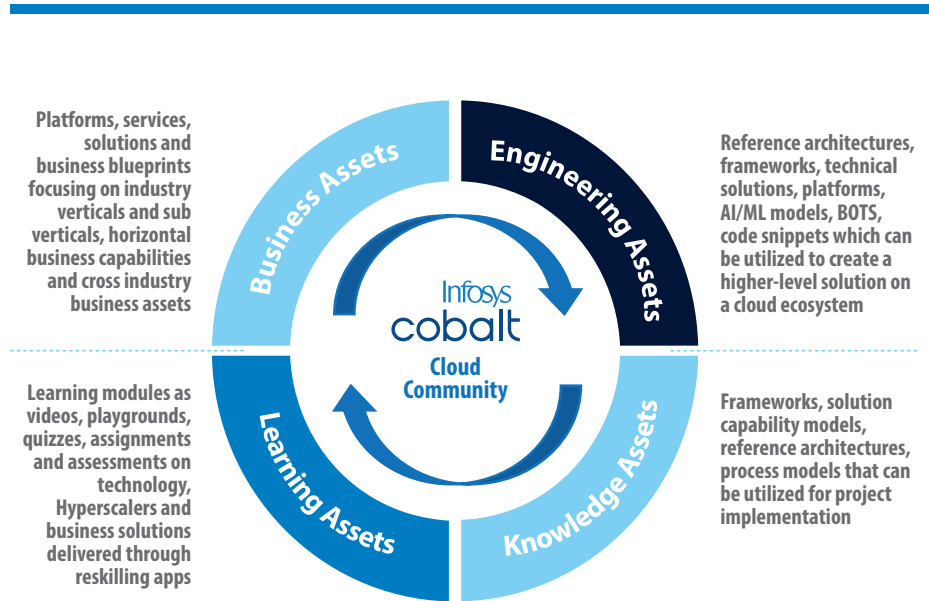 Platforms, services,
solutions and
business blueprints
focusing on industry
verticals and sub
verticals, horizontal
business capabilities
and cross industry
business assets
Business Assets
Engineering Assets
Reference architectures,
frameworks, technical
solutions, platforms,
AI/ML models, BOTS,
code snippets which can
be utilized to create a
higher-level solution on
a cloud ecosystem
Infosys
cobalt
Cloud
Community
Learning modules as
videos, playgrounds,
quizzes, assignments
and assessments on
technology,
Hyperscalers and
business solutions
delivered through
reskilling apps
Learning Assets
Knowledge Assets
Frameworks, solution
capability models,
reference architectures,
process models that can
be utilized for project
implementation